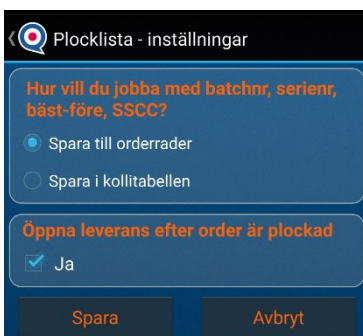 Plocklista - inställningar
Hur vill du jobba med batchnr, serienr,
bäst-före, SSCC?
Spara till orderrader
Spara i kollitabellen
Öppna leverans efter order är plockad
Ja
Spara
Avbryt